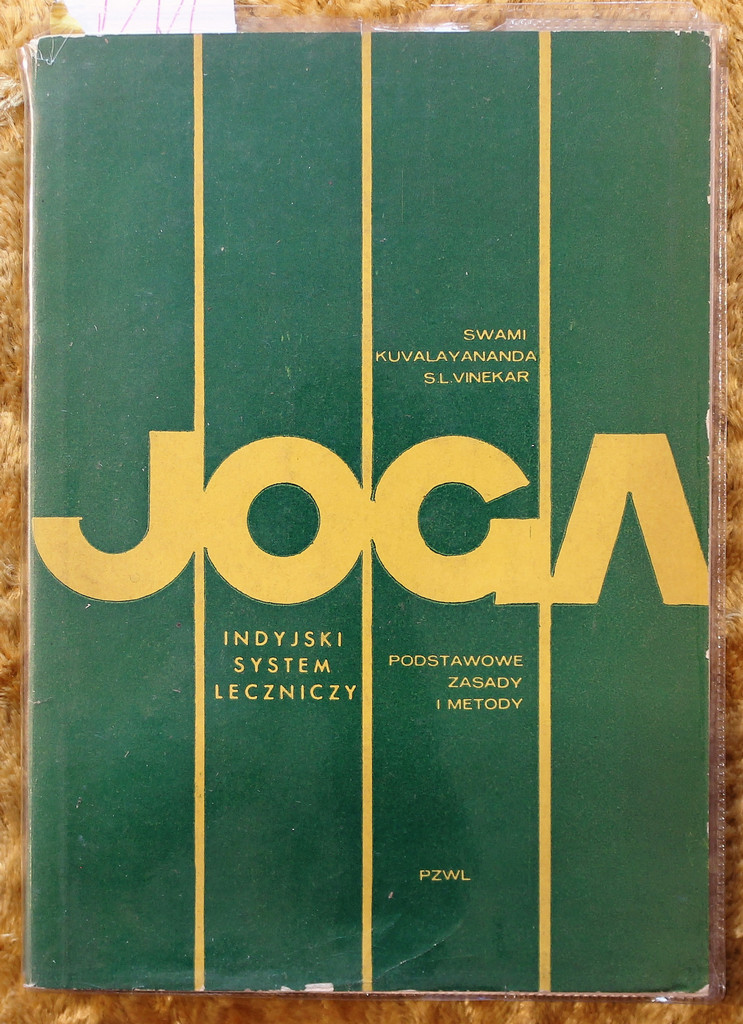 SWAMI
KUVALAYANANDA
S.L.VINEKAR
JOGA
INDYJSKI
SYSTEM
LECZNICZY
PODSTAWOWE
ZASADY
I METODY
PZWL